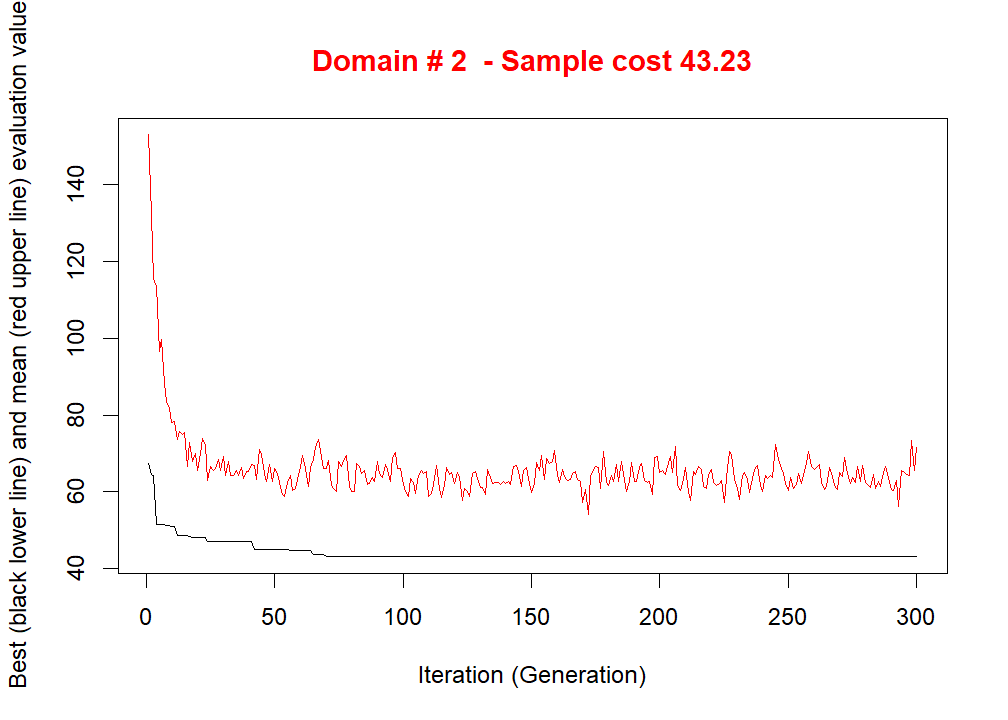 Domain # 2  - Sample cost 43.23
Best (black lower line) and mean (red upper line) evaluation value
140
120
100
80
60
40
0 50 100 150 200 250 300
Iteration (Generation)